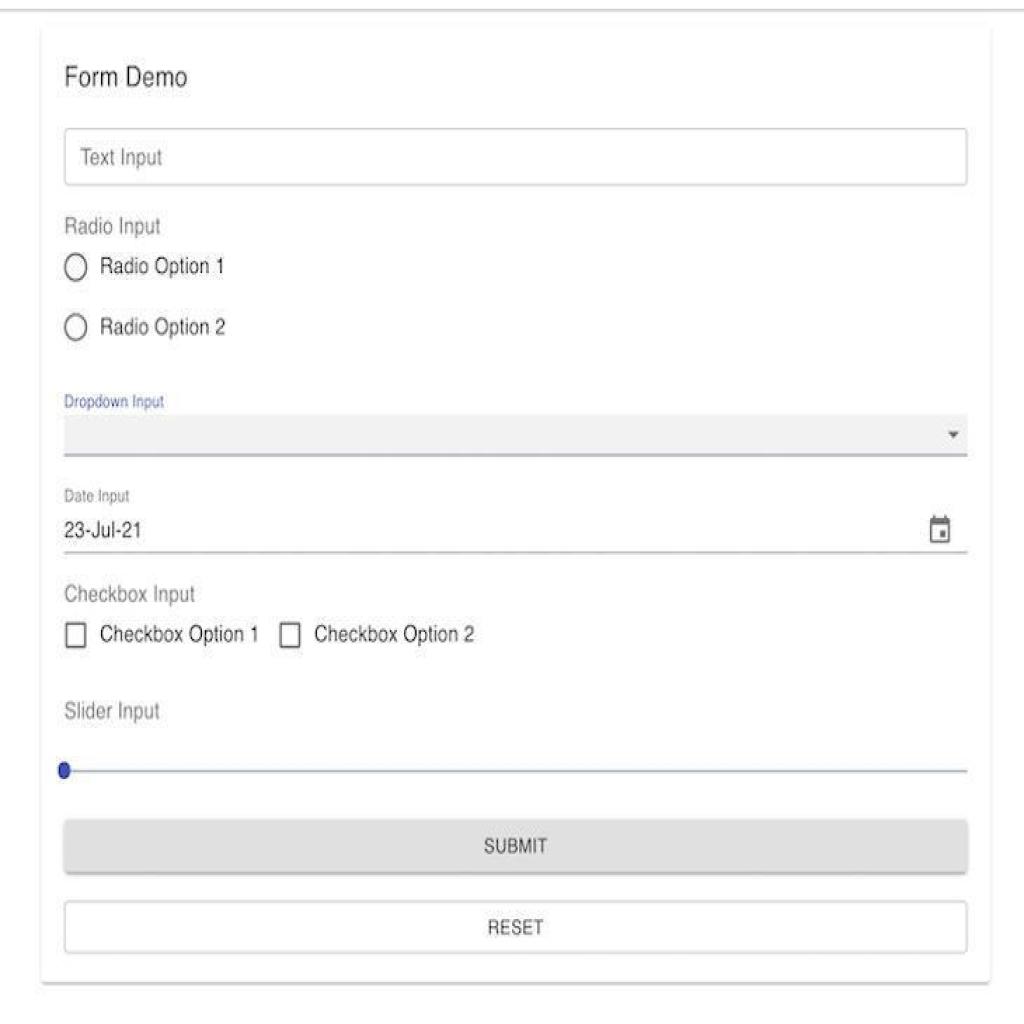 Form Demo
Text Input
Radio Input
Radio Option 1
Radio Option 2
Dropdown Input
Date Input
23-Jul-21
Checkbox Input
Checkbox Option 1 Checkbox Option 2
Slider Input
SUBMIT
RESET